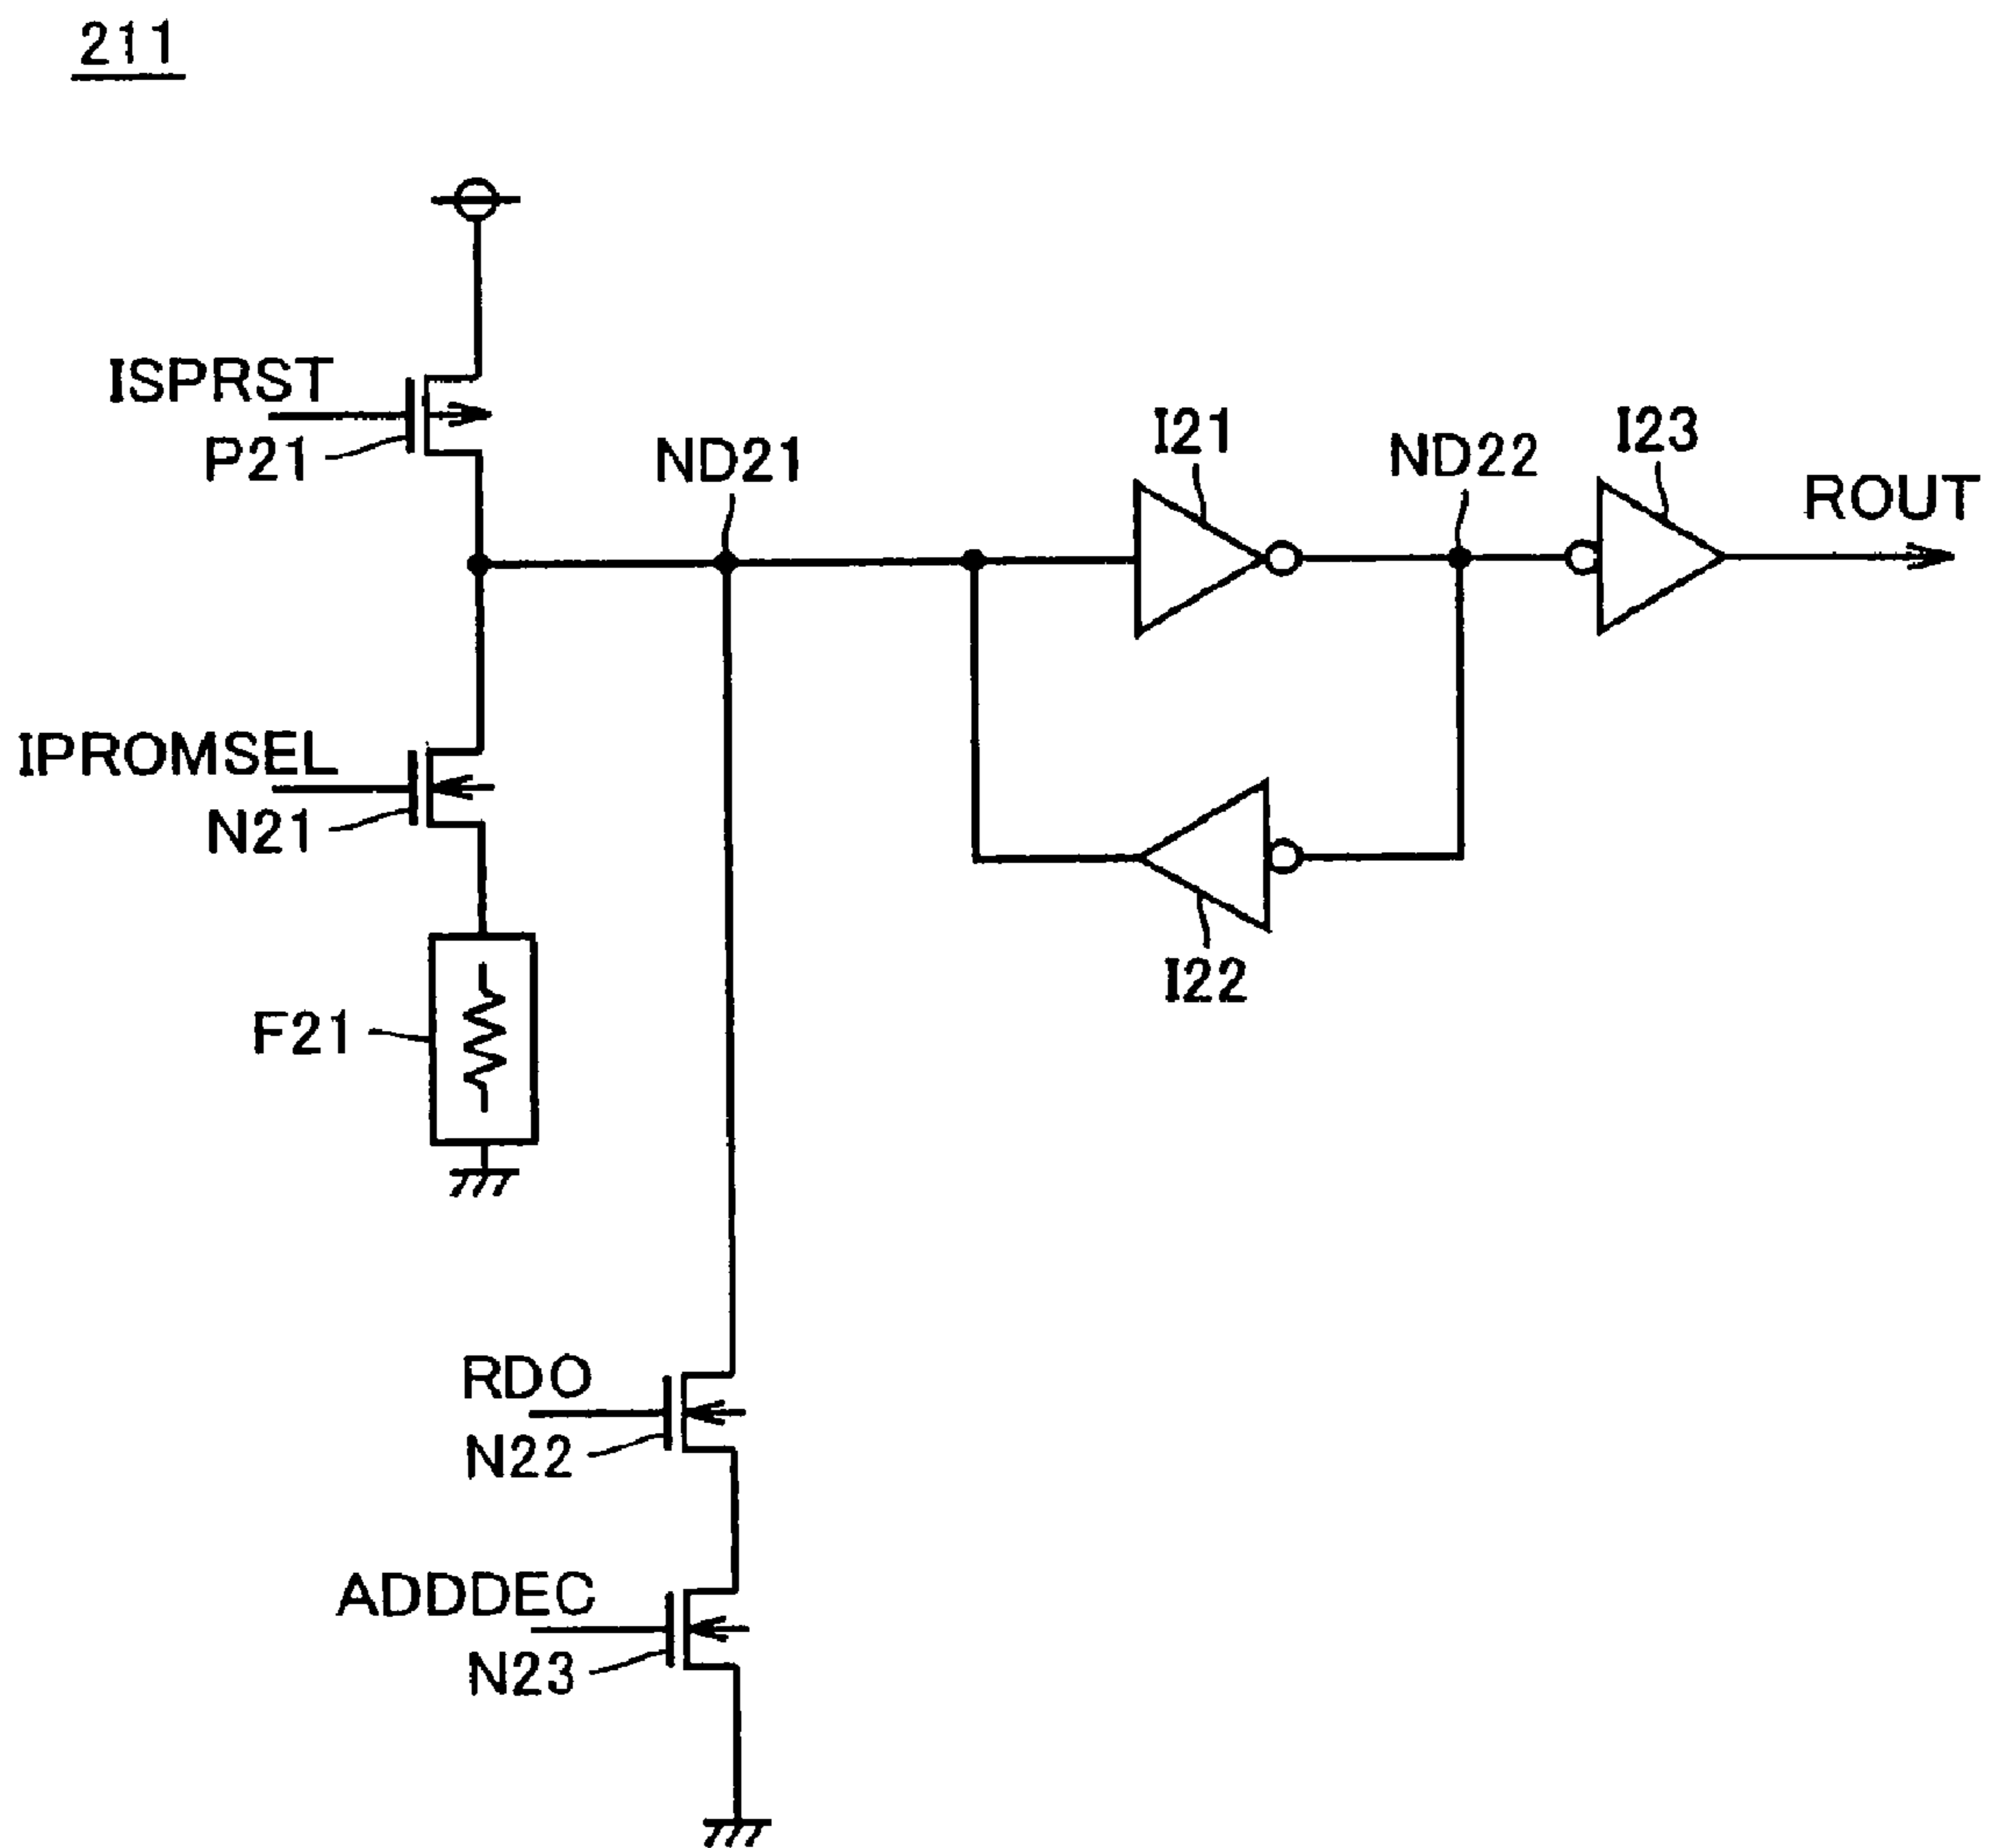 211
ISPRST
P21
ND21
I21
ND22
I23
ROUT
IPROMSEL
N21
F21
I22
RDO
N22
ADDDEC
N23